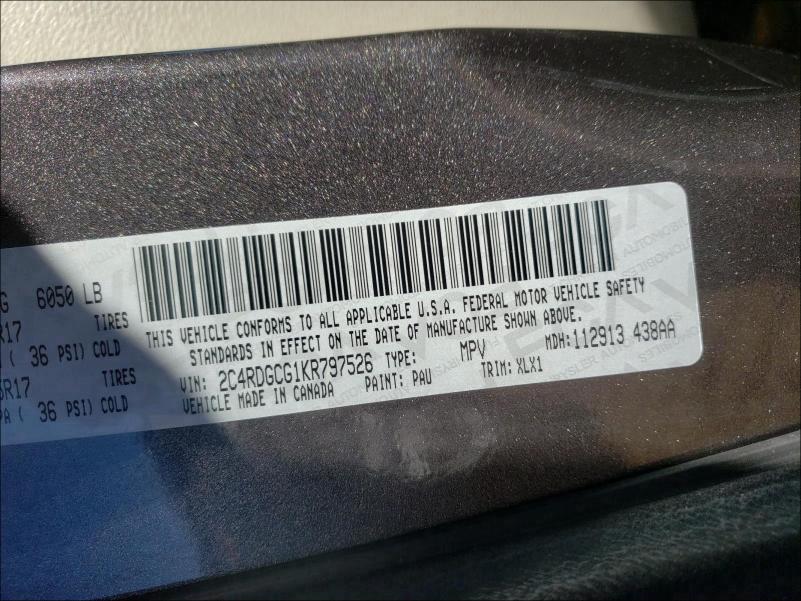 G 6050 LB
R17 TIRES
( 36 PSI) COLD
5R17 TIRES
PA ( 36 PSI) COLD
THIS VEHICLE CONFORMS TO ALL APPLICABLE U.S.A. FEDERAL MOTOR VEHICLE SAFETY
STANDARDS IN EFFECT ON THE DATE OF MANUFACTURE SHOWN ABOVE.
VIN: 2C4RDGCG1KR797526 TYPE: MPV MDH: 112913 438AA
VEHICLE MADE IN CANADA PAINT: PAU TRIM: XLX1